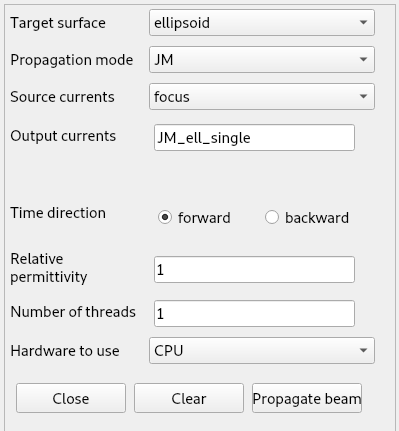 Target surface ellipsoid
Propagation mode JM
Source currents focus
Output currents JM_ell_single
Time direction forward backward
Relative
permittivity 1
Number of threads 1
Hardware to use CPU
Close Clear Propagate beam